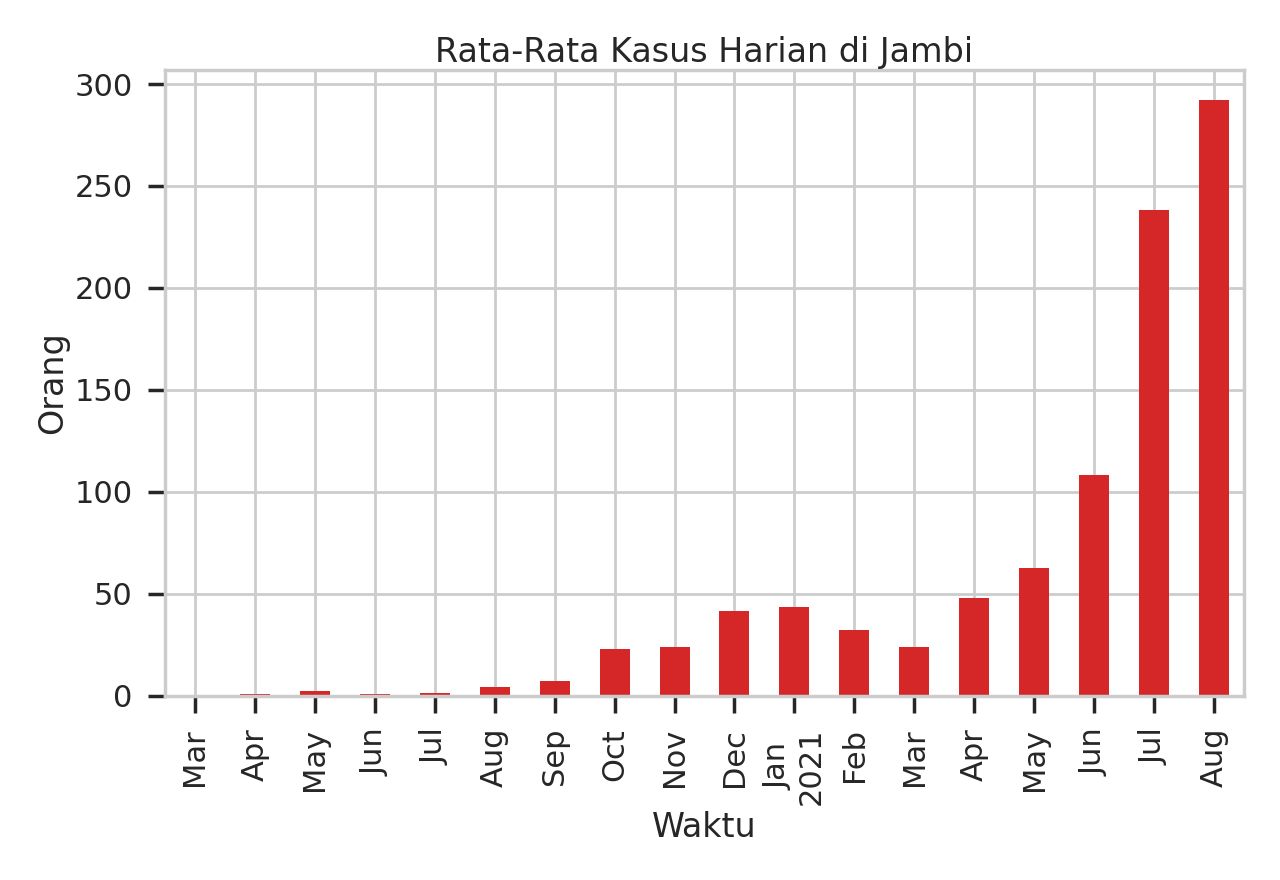 Rata-Rata Kasus Harian di Jambi
300
250
200
150
100
50
0
Orang
Mar
Apr
May
Jun
Jul
Aug
Sep
Oct
Nov
Dec
Jan
2021
Feb
Mar
Apr
May
Jun
Jul
Aug
Waktu